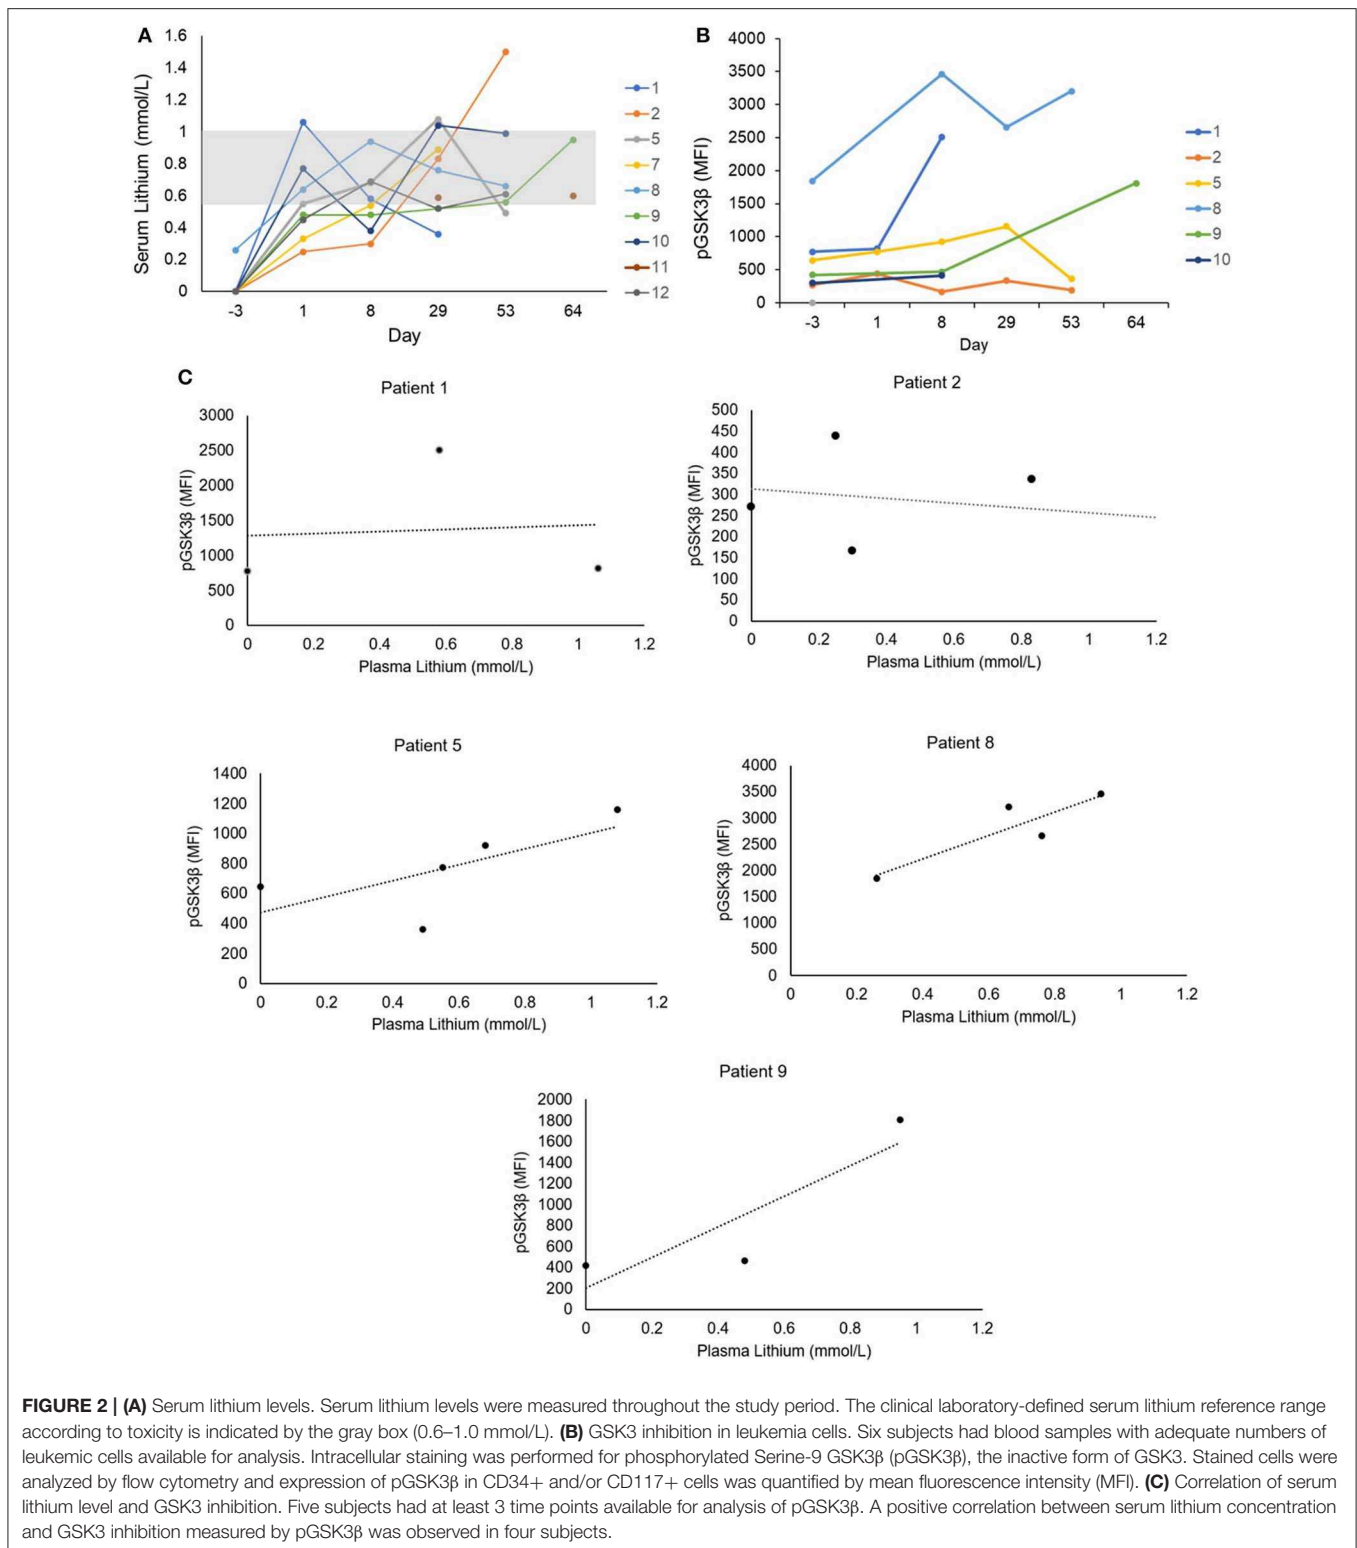 A
1.6
1.4
1.2
1
0.8
0.6
0.4
0.2
0
Serum Lithium (mmol/L)
-3 1 8 29 53 64
Day
1
2
5
7
8
9
10
11
12
B
4000
3500
3000
2500
2000
1500
1000
500
0
pGSK3β (MFI)
-3 1 8 29 53 64
Day
1
2
5
8
9
10
C
Patient 1
3000
2500
2000
1500
1000
500
0
pGSK3β (MFI)
0 0.2 0.4 0.6 0.8 1 1.2
Plasma Lithium (mmol/L)
Patient 2
500
450
400
350
300
250
200
150
100
50
0
pGSK3β (MFI)
0 0.2 0.4 0.6 0.8 1 1.2
Plasma Lithium (mmol/L)
Patient 5
1400
1200
1000
800
600
400
200
0
pGSK3β (MFI)
0 0.2 0.4 0.6 0.8 1 1.2
Plasma Lithium (mmol/L)
Patient 8
4000
3500
3000
2500
2000
1500
1000
500
0
pGSK3β (MFI)
0 0.2 0.4 0.6 0.8 1 1.2
Plasma Lithium (mmol/L)
Patient 9
2000
1800
1600
1400
1200
1000
800
600
400
200
0
pGSK3β (MFI)
0 0.2 0.4 0.6 0.8 1 1.2
Plasma Lithium (mmol/L)
FIGURE 2 | (A) Serum lithium levels. Serum lithium levels were measured throughout the study period. The clinical laboratory-defined serum lithium reference range
according to toxicity is indicated by the gray box (0.6–1.0 mmol/L). (B) GSK3 inhibition in leukemia cells. Six subjects had blood samples with adequate numbers of
leukemic cells available for analysis. Intracellular staining was performed for phosphorylated Serine-9 GSK3β (pGSK3β), the inactive form of GSK3. Stained cells were
analyzed by flow cytometry and expression of pGSK3β in CD34+ and/or CD117+ cells was quantified by mean fluorescence intensity (MFI). (C) Correlation of serum
lithium level and GSK3 inhibition. Five subjects had at least 3 time points available for analysis of pGSK3β. A positive correlation between serum lithium concentration
and GSK3 inhibition measured by pGSK3β was observed in four subjects.